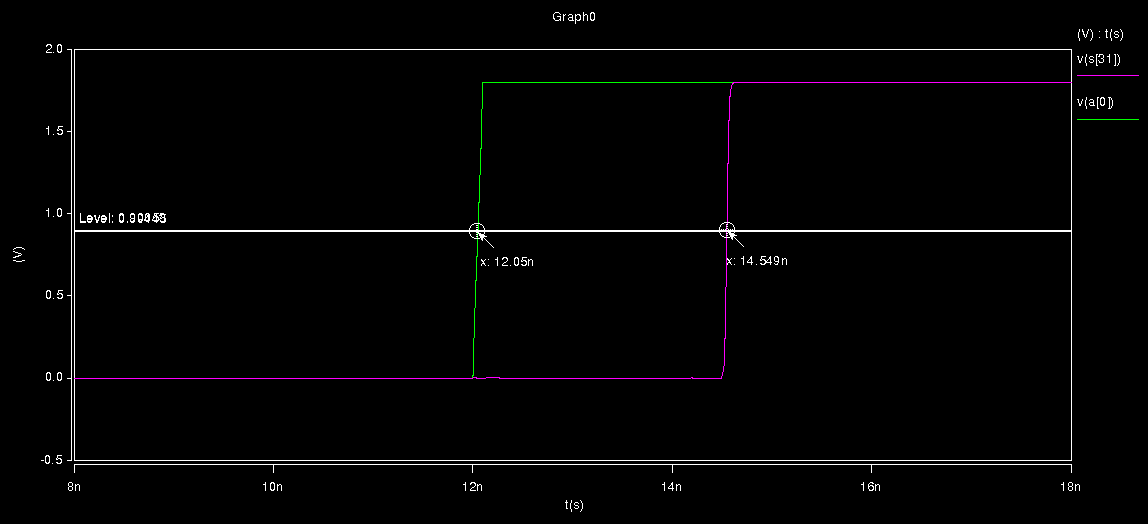 Graph0
(V) : t(s)
v(s[31])
v(a[0])
2.0
1.5
1.0
0.5
0.0
-0.5
(V)
Level:
x: 12.05n
x: 14.549n
8n
10n
12n
14n
16n
18n
t(s)